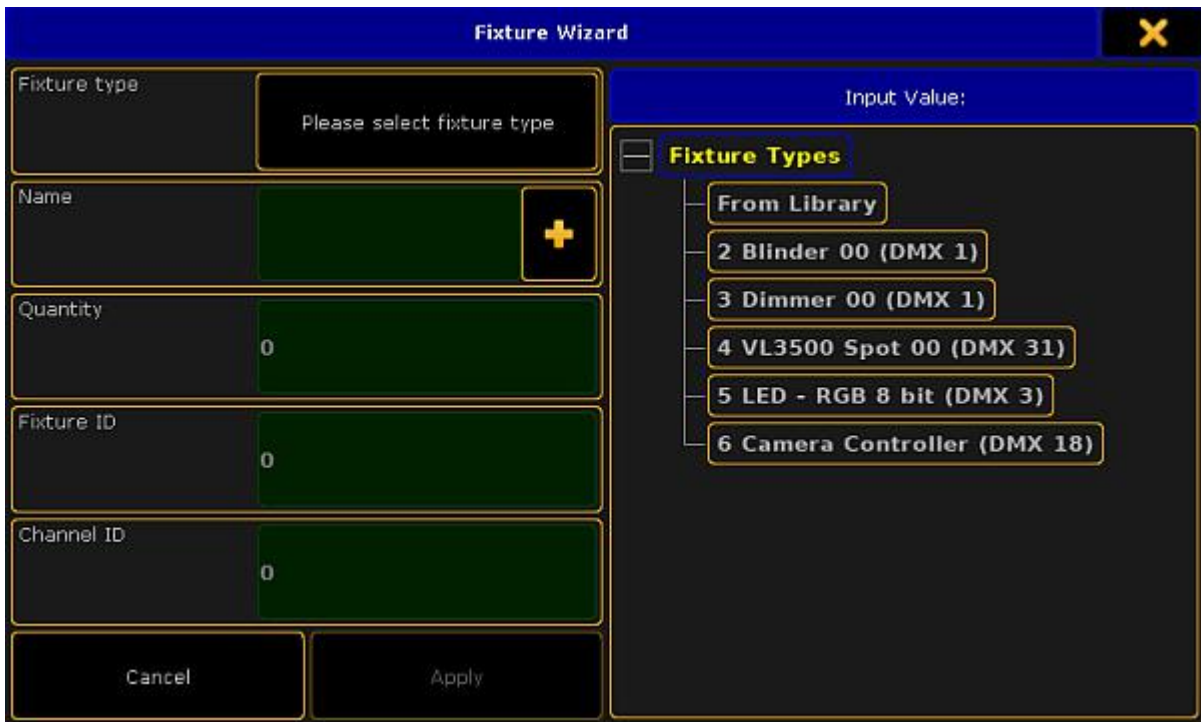 Fixture Wizard
Fixture type
Please select fixture type
Name
Quantity
0
Fixture ID
0
Channel ID
0
Cancel
Apply
Input Value:
Fixture Types
From Library
2 Blinder 00 (DMX 1)
3 Dimmer 00 (DMX 1)
4 VL3500 Spot 00 (DMX 31)
5 LED - RGB 8 bit (DMX 3)
6 Camera Controller (DMX 18)